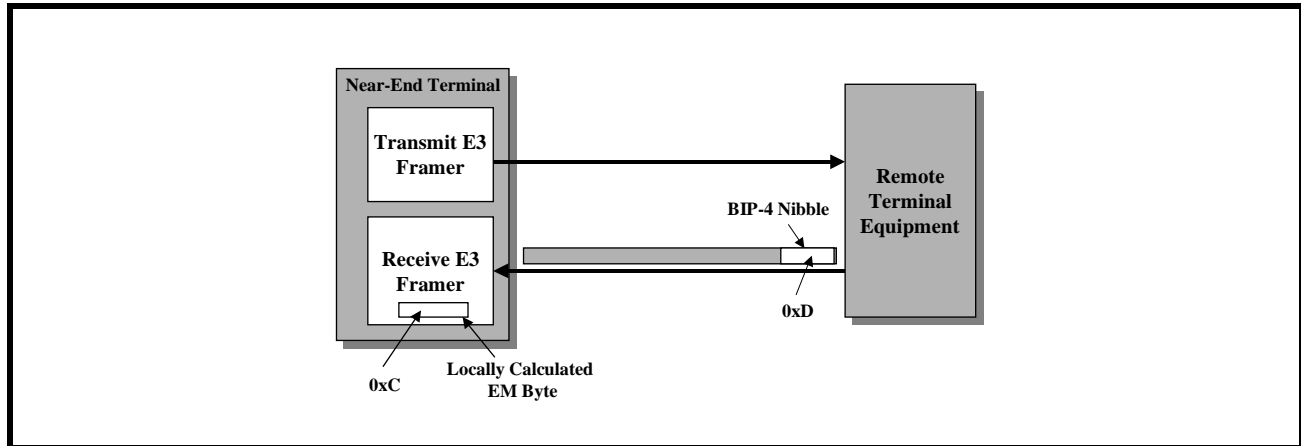 Near-End Terminal
Transmit E3
Framer
Receive E3
Framer
0xC
Locally Calculated
EM Byte
BIP-4 Nibble
0xD
Remote
Terminal
Equipment